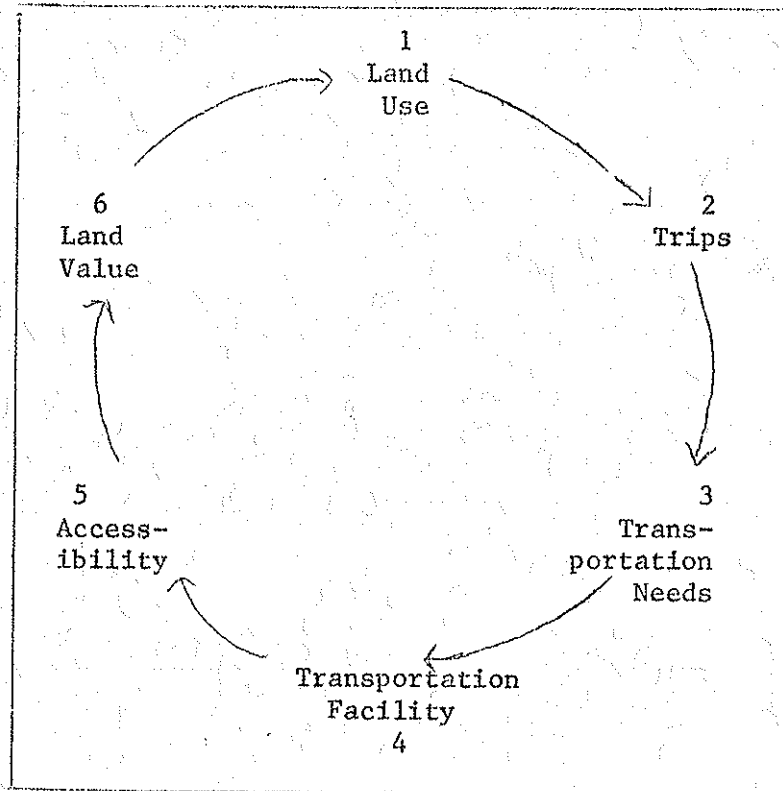 1
Land
Use
2
Trips
3
Trans-
portation
Needs
Transportation
Facility
4
5
Access-
ibility
6
Land
Value